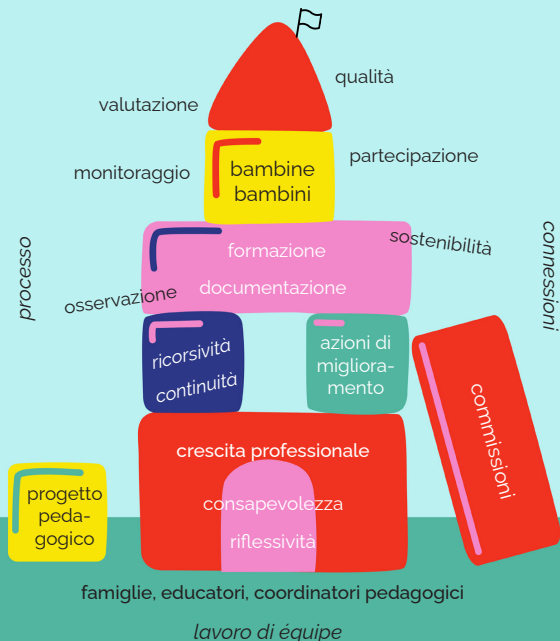 qualità
valutazione
partecipazione
monitoraggio
bambine
bambini
sostenibilità
formazione
documentazione
osservazione
processo
connessioni
ricorsività
continuità
azioni di
migliora-
mento
commissioni
crescita professionale
consapevolezza
riflessività
progetto
peda-
gogico
famiglie, educatori, coordinatori pedagogici
lavoro di équipe